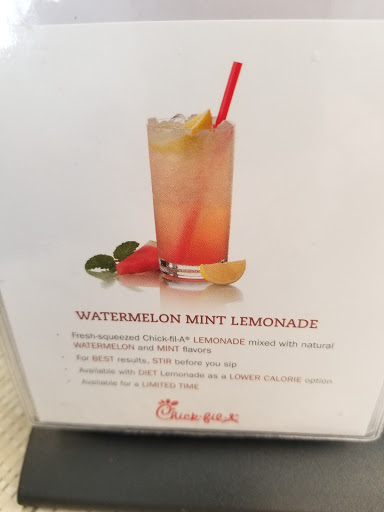 WATERMELON MINT LEMONADE
· Fresh-squeezed Chick-fil-A® LEMONADE mixed with natural
WATERMELON and MINT flavors
· For BEST results, STIR before you sip
· Available with DIET Lemonade as a LOWER CALORIE option
· Available for a LIMITED TIME
Chick-fil-A